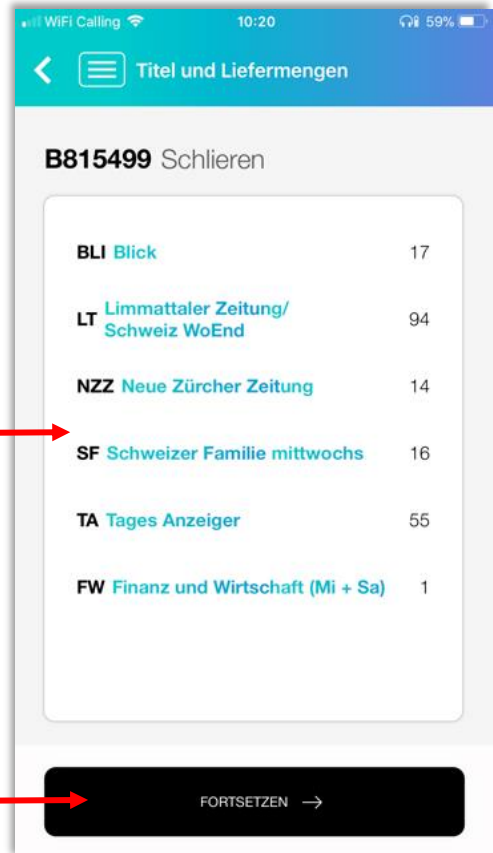 WiFi Calling 10:20 59%
Titel und Liefermengen
B815499 Schlieren
BLI Blick 17
LT Limmattaler Zeitung/
Schweiz WoEnd 94
NZZ Neue Zürcher Zeitung 14
SF Schweizer Familie mittwochs 16
TA Tages Anzeiger 55
FW Finanz und Wirtschaft (Mi + Sa) 1
FORTSETZEN →